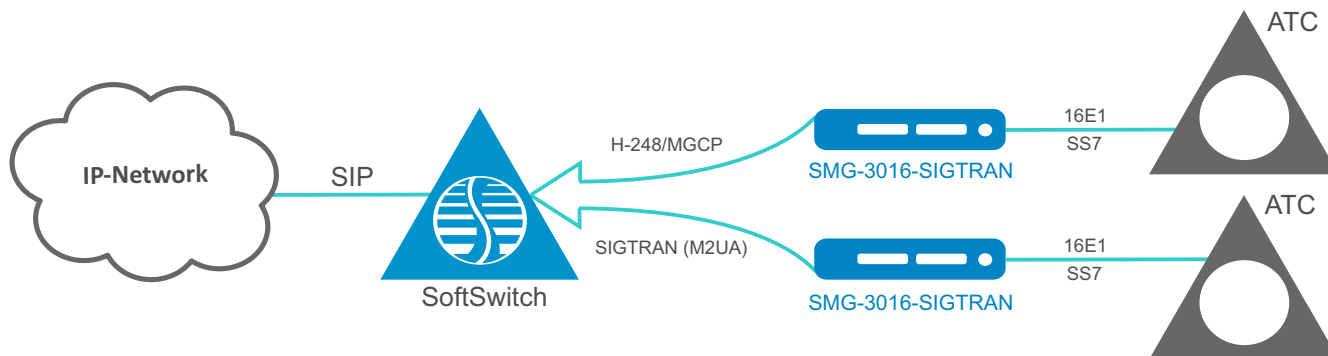 ATC
16E1
SS7
H-248/MGCP
SMG-3016-SIGTRAN
IP-Network
SIP
SoftSwitch
SIGTRAN (M2UA)
SMG-3016-SIGTRAN
16E1
SS7
ATC